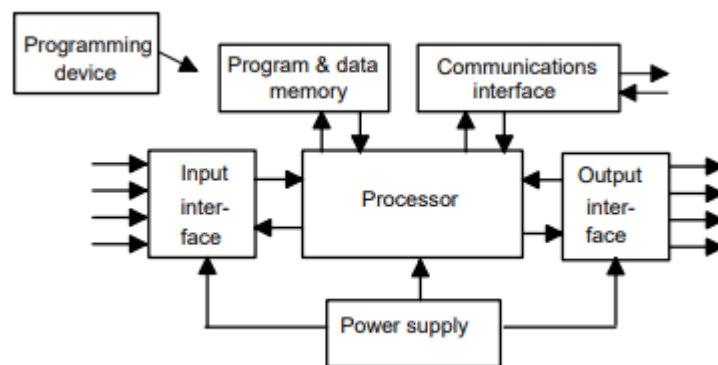 Programming
device
Program & data
memory
Communications
interface
Input
inter-
face
Processor
Output
inter-
face
Power supply